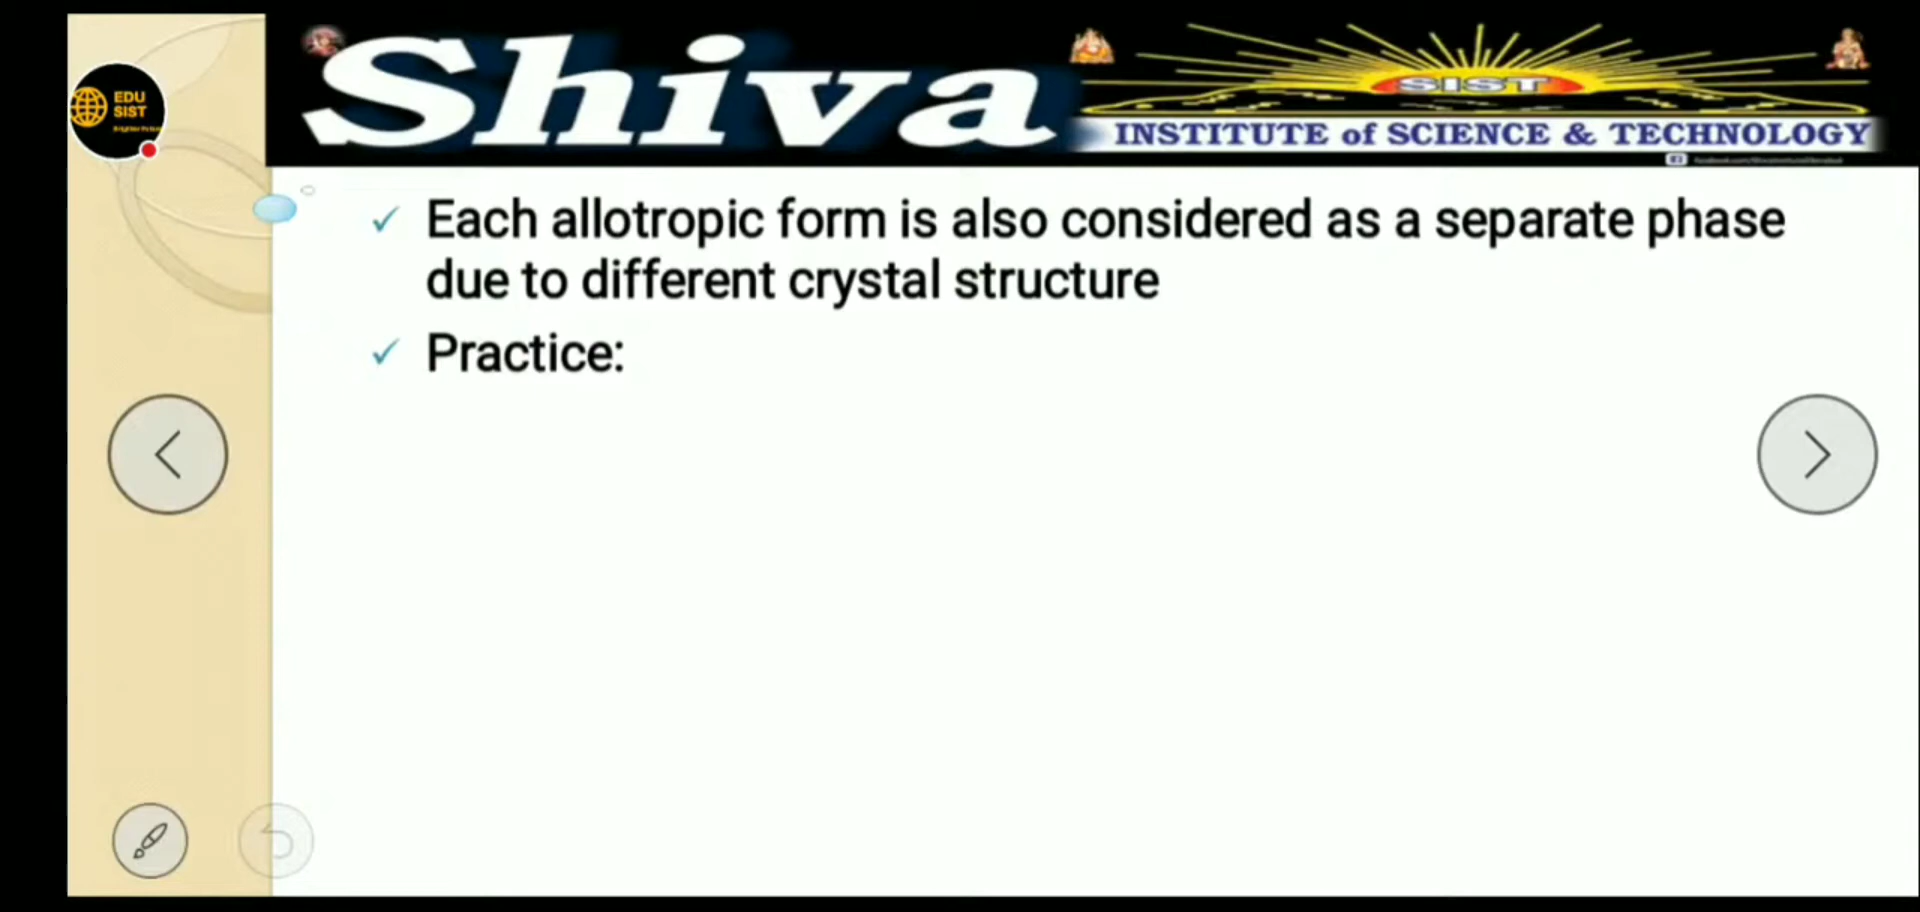 EDU
SIST
Shiva
SIST
INSTITUTE of SCIENCE & TECHNOLOGY
✓ Each allotropic form is also considered as a separate phase
due to different crystal structure
✓ Practice: